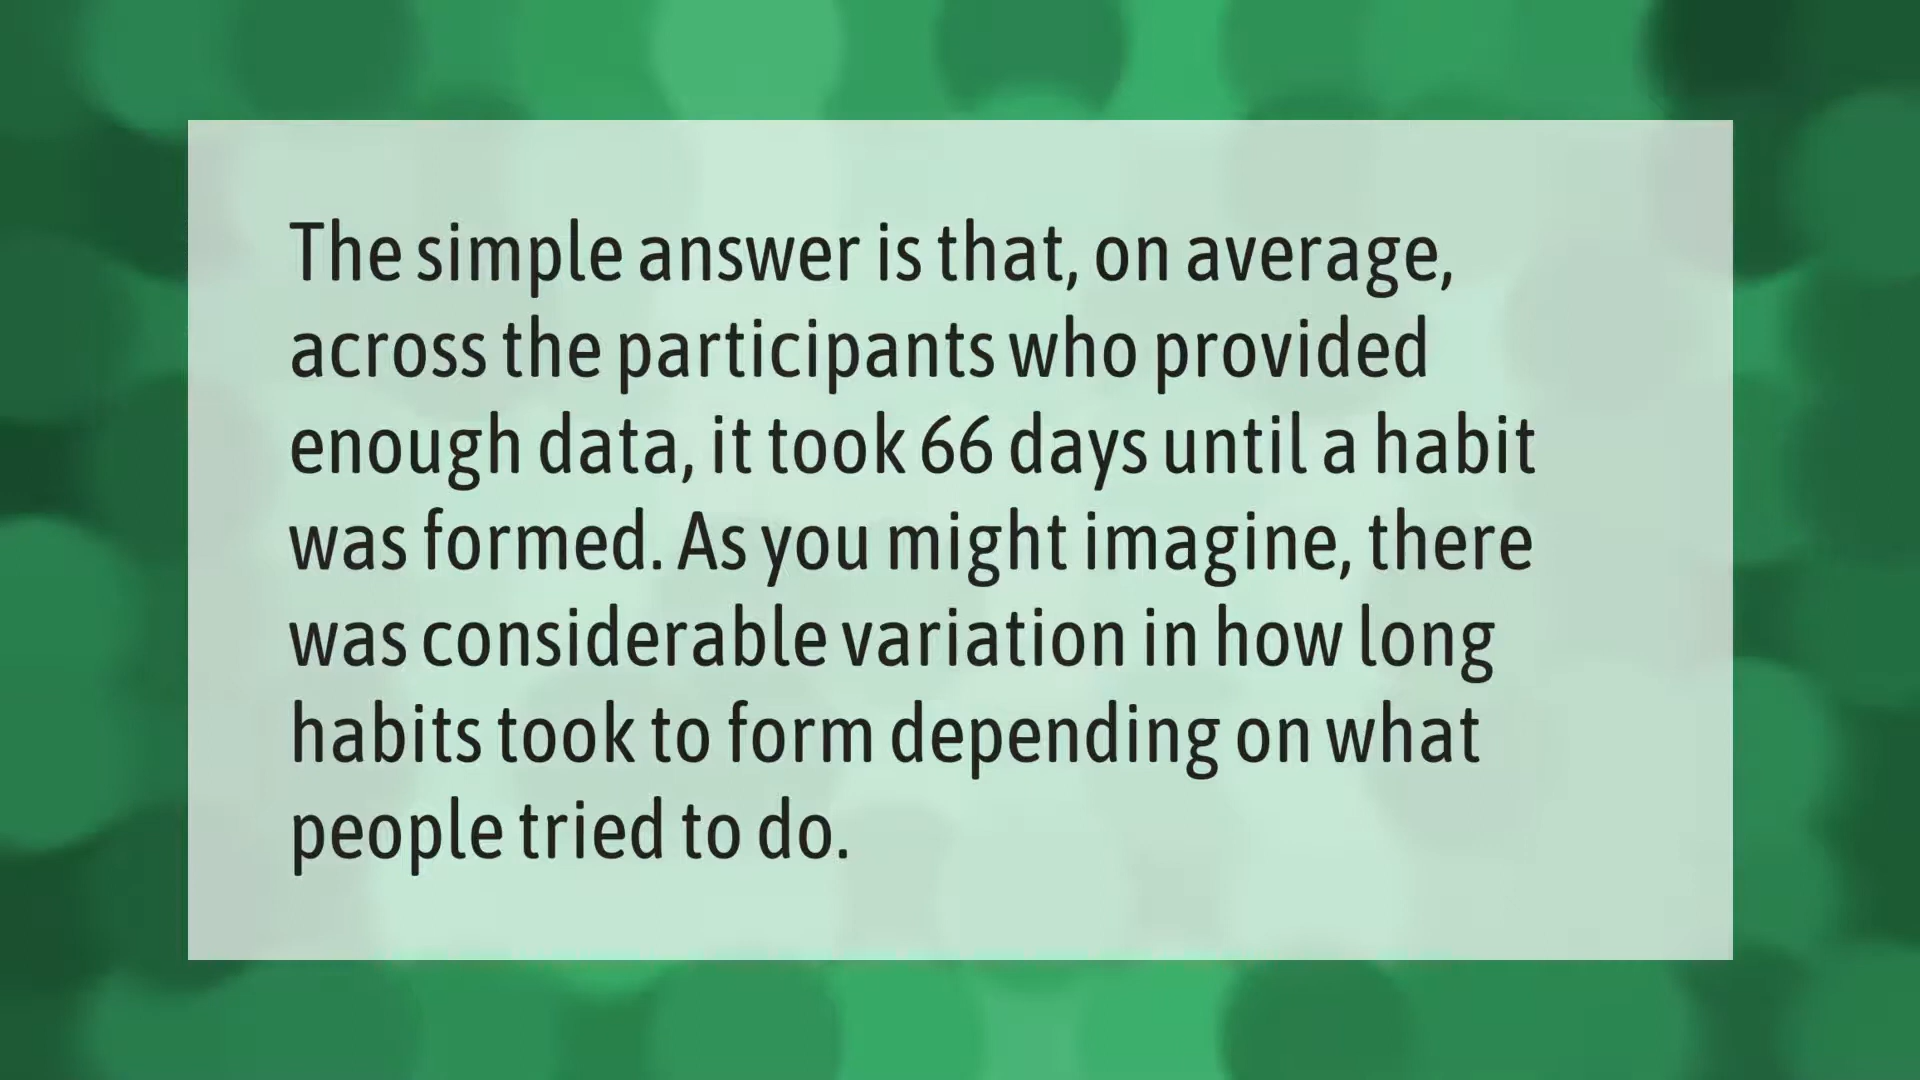 The simple answer is that, on average,
across the participants who provided
enough data, it took 66 days until a habit
was formed. As you might imagine, there
was considerable variation in how long
habits took to form depending on what
people tried to do.